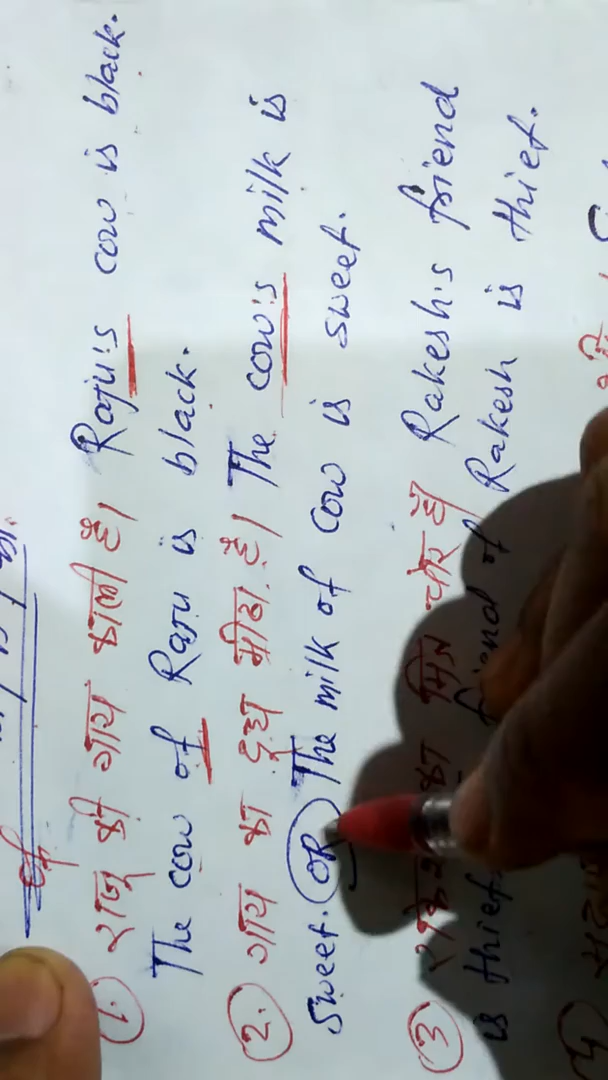 1. राजु की गाय काली है। Raju's cow is black.
The cow of Raju is black.
2. गाय का दूध मीठा है। The cow's milk is
sweet. OR The milk of cow is sweet.
3 राकेश का मित्र चोर है Rakesh's friend
is thief. friend of Rakesh is thief.